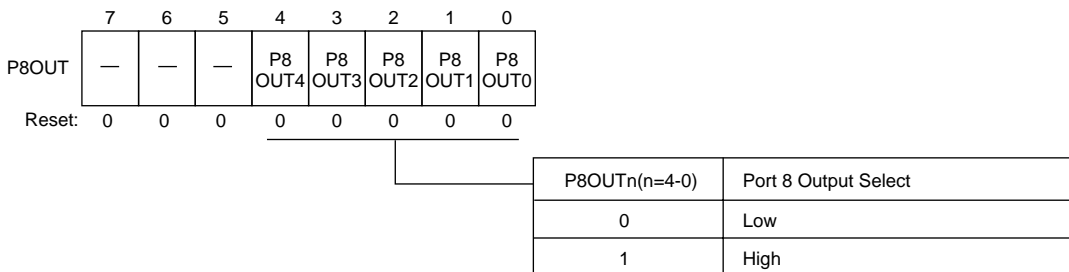 7 6 5 4 3 2 1 0
P8OUT — — — P8 OUT4 P8 OUT3 P8 OUT2 P8 OUT1 P8 OUT0
Reset: 0 0 0 0 0 0 0 0
P8OUTn(n=4-0) Port 8 Output Select
0 Low
1 High